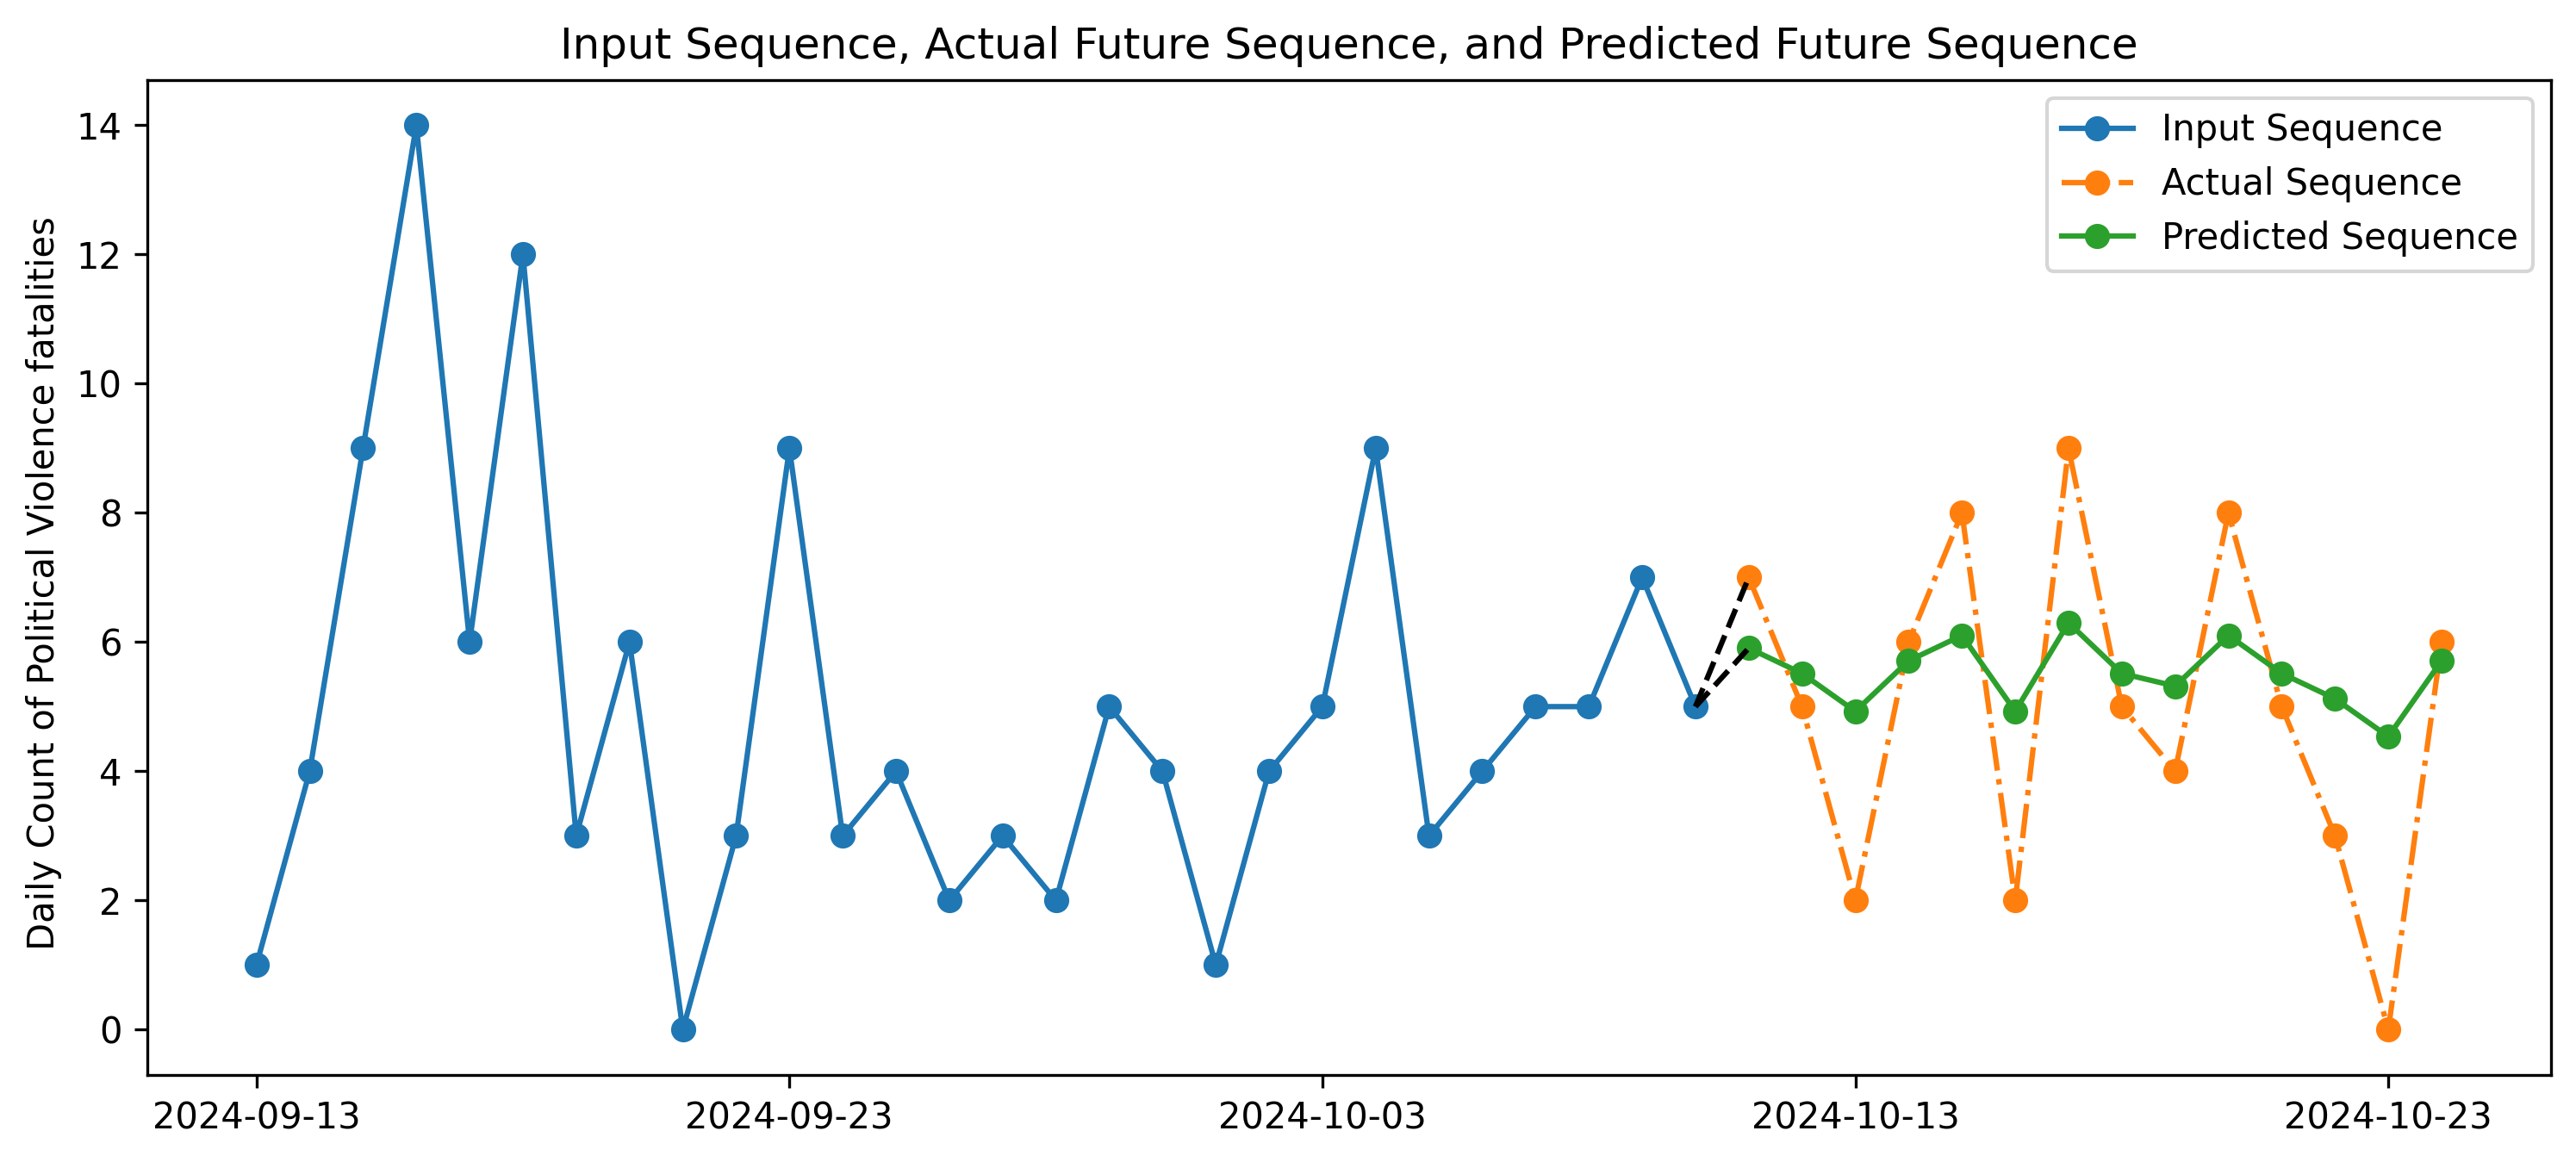 Input Sequence, Actual Future Sequence, and Predicted Future Sequence
Daily Count of Political Violence fatalities
14
12
10
8
6
4
2
0
Input Sequence
Actual Sequence
Predicted Sequence
2024-09-13
2024-09-23
2024-10-03
2024-10-13
2024-10-23